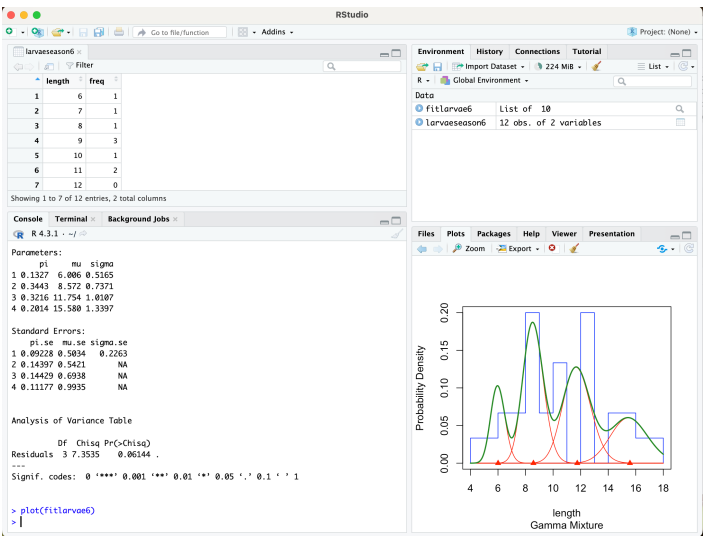 RStudio
Go to file/function
Addins
Project: (None)
larvaeseason6
Filter
length freq
1 6 1
2 7 1
3 8 1
4 9 3
5 10 1
6 11 2
7 12 0
Showing 1 to 7 of 12 entries, 2 total columns
Console Terminal Background Jobs
R 4.3.1 · ~/
Parameters:
pi mu sigma
1 0.1327 6.006 0.5165
2 0.3443 8.572 0.7371
3 0.3216 11.754 1.0107
4 0.2014 15.580 1.3397
Standard Errors:
pi.se mu.se sigma.se
1 0.09228 0.5034 0.2263
2 0.14397 0.5421 NA
3 0.14429 0.6938 NA
4 0.11177 0.9935 NA
Analysis of Variance Table
Df Chisq Pr(>Chisq)
Residuals 3 7.3535 0.06144 .
---
Signif. codes: 0 ‘***’ 0.001 ‘**’ 0.01 ‘*’ 0.05 ‘.’ 0.1 ‘ ’ 1
> plot(fitlarvae6)
>
Environment History Connections Tutorial
Import Dataset
224 MiB
List
R
Global Environment
Data
fitlarvae6 List of 10
larvaeseason6 12 obs. of 2 variables
Files Plots Packages Help Viewer Presentation
Zoom
Export
Probability Density
0.20
0.15
0.10
0.05
0.00
4 6 8 10 12 14 16 18
length
Gamma Mixture